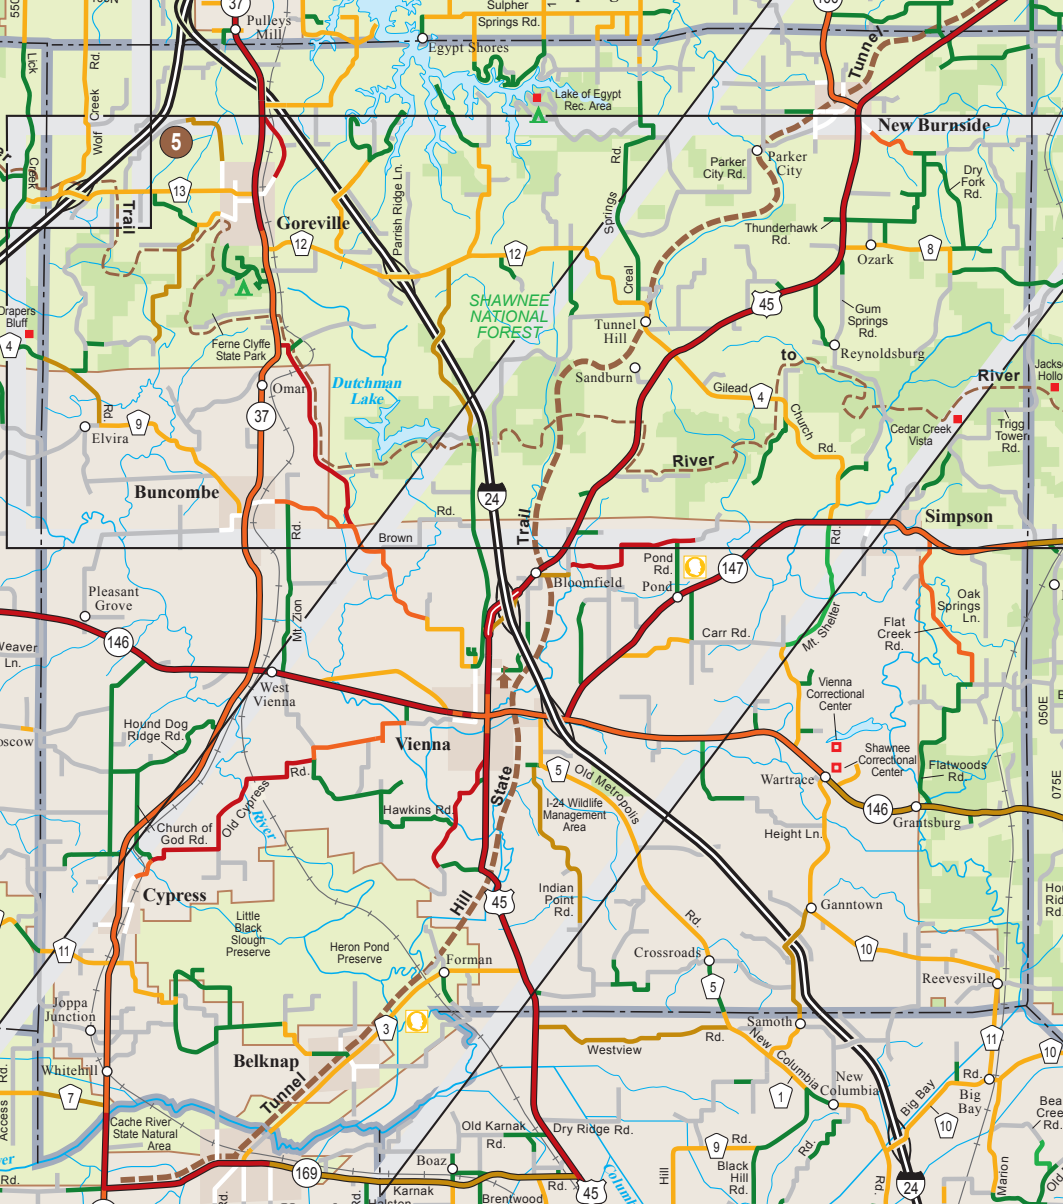 37
Pulleys
Mill
Sulpher
Springs Rd.
Egypt Shores
Tunnel
Lick
Creek
Wolf
Creek
Rd.
Lake of Egypt
Rec. Area
5
New Burnside
Parker
City Rd.
Parker
City
Dry
Fork
Rd.
13
Trail
Goreville
12
Parrish Ridge Ln.
12
Springs
Rd.
Creal
Thunderhawk
Rd.
Ozark
8
SHAWNEE
NATIONAL
FOREST
45
Gum
Springs
Rd.
Drapers
Bluff
4
Ferne Clyffe
State Park
Tunnel
Hill
to
Reynoldsburg
Sandburn
Omar
Dutchman
Lake
37
Gilead
4
Church
Rd.
River
Cedar Creek
Vista
Trigg
Tower
Rd.
Rd.
Elvira
9
River
Buncombe
24
Trail
Rd.
Brown
Rd.
Simpson
Rd.
Pond
Rd.
Pond
147
Bloomfield
Pleasant
Grove
Mt. Zion
Rd.
Oak
Springs
Ln.
Flat
Creek
Rd.
146
Weaver
Ln.
Carr Rd.
Mt. Shelter
West
Vienna
Vienna
Correctional
Center
Hound Dog
Ridge Rd.
Vienna
Shawnee
Correctional
Center
050E
Rd.
State
5
Old Metropolis
Wartrace
Flatwoods
Rd.
075E
Old Cypress
River
Hawkins Rd.
I-24 Wildlife
Management
Area
146
Grantsburg
Church of
God Rd.
Height Ln.
Cypress
Hill
45
Indian
Point
Rd.
Ganntown
Little
Black
Slough
Preserve
Heron Pond
Preserve
Rd.
11
Forman
Crossroads
10
5
Reevesville
Joppa
Junction
3
Samoth
Rd.
Westview
New
Columbia
11
10
Belknap
Whitehill
7
Tunnel
New
Columbia
1
Big Bay
Rd.
Big
Bay
Access
Rd.
Cache River
State Natural
Area
Old Karnak
Rd.
Dry Ridge Rd.
10
9
Rd.
Boaz
Hill
Black
Hill
Rd.
Rd.
Marion
169
Karnak
Rd.
Brentwood
45
24